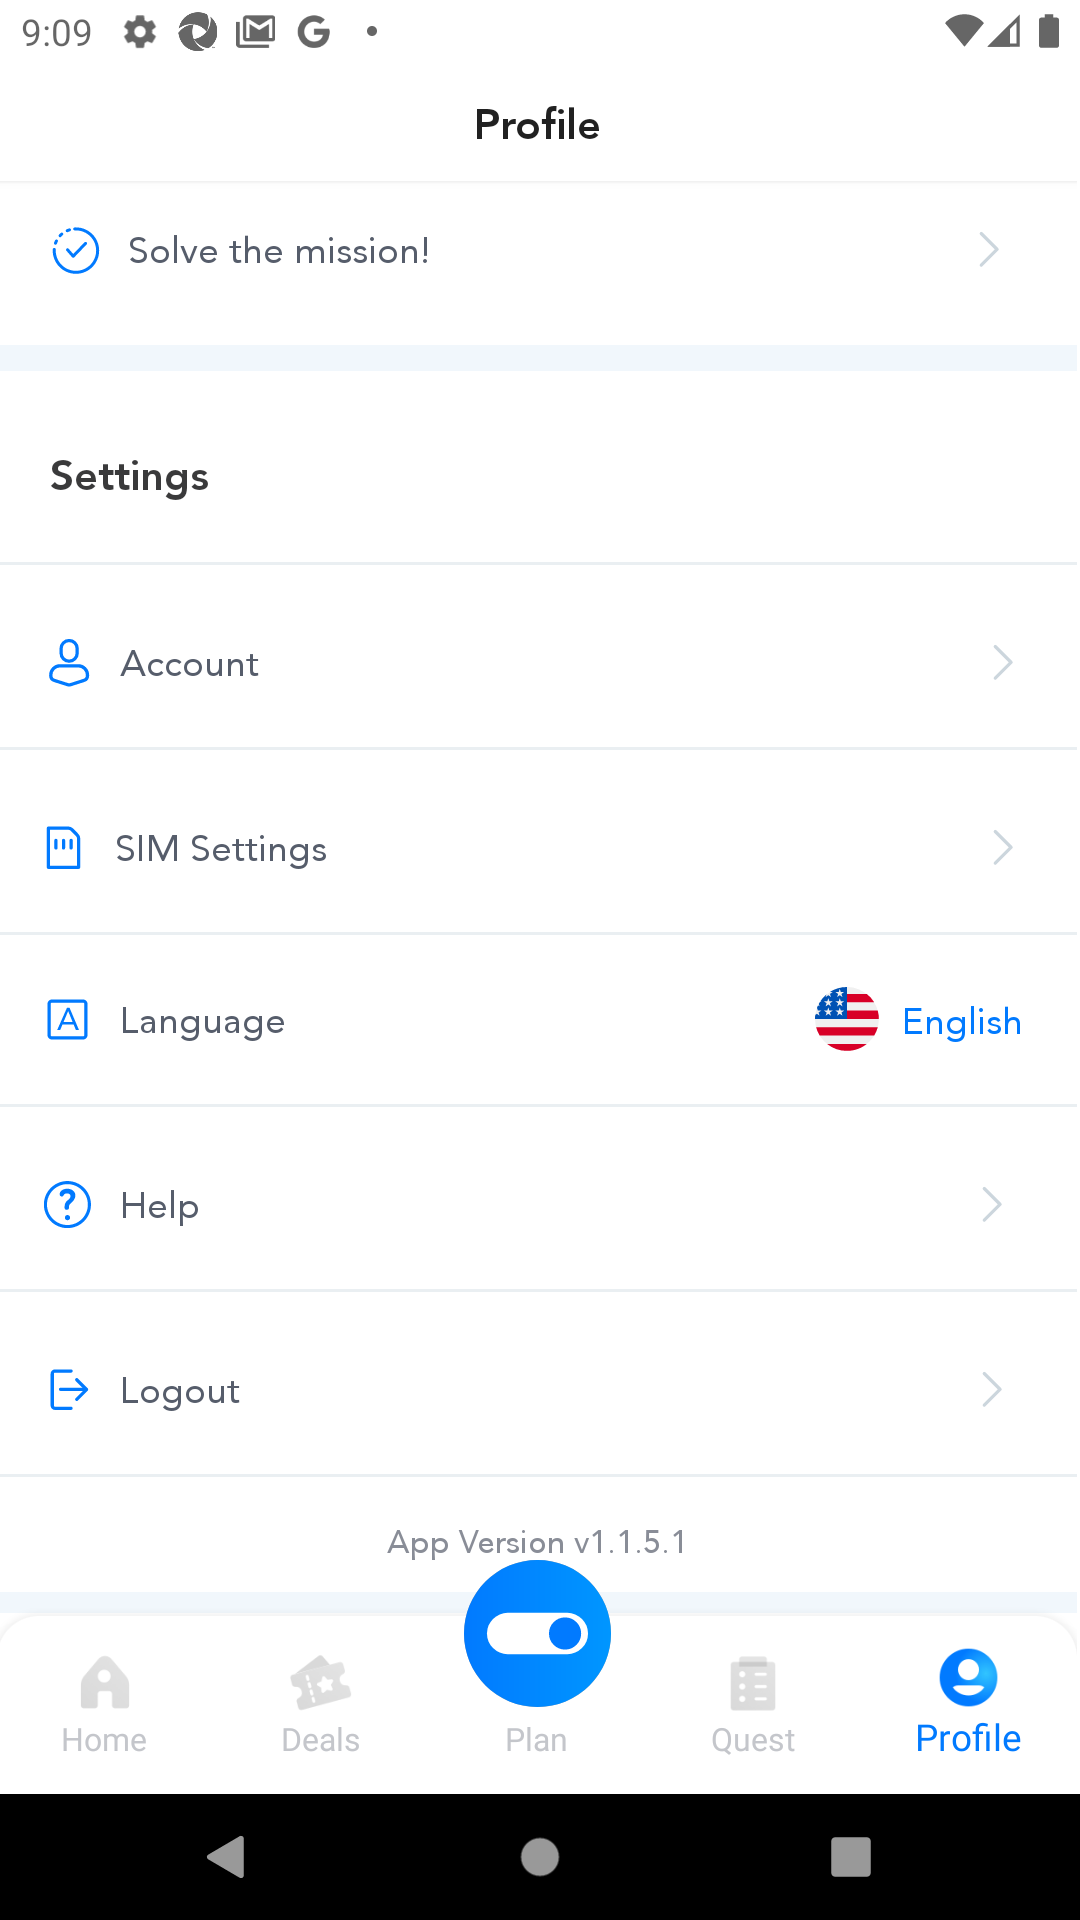 9:09
Profile
Solve the mission!
Settings
Account
SIM Settings
Language
English
Help
Logout
App Version v1.1.5.1
Home
Deals
Plan
Quest
Profile